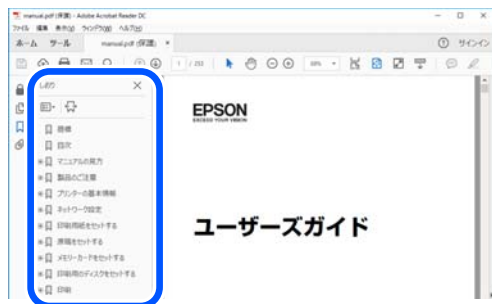 manual.pdf (保護) - Adobe Acrobat Reader DC
ファイル 編集 表示(V) ウィンドウ(W) ヘルプ(H)
ホーム ツール manual.pdf (保護) ×
サインイン
1 / 253
しおり
EPSON
EXCEED YOUR VISION
商標
目次
マニュアルの見方
製品のご注意
プリンターの基本情報
ネットワーク設定
印刷用紙をセットする
原稿をセットする
メモリーカードをセットする
印刷用のディスクをセットする
印刷
ユーザーズガイド